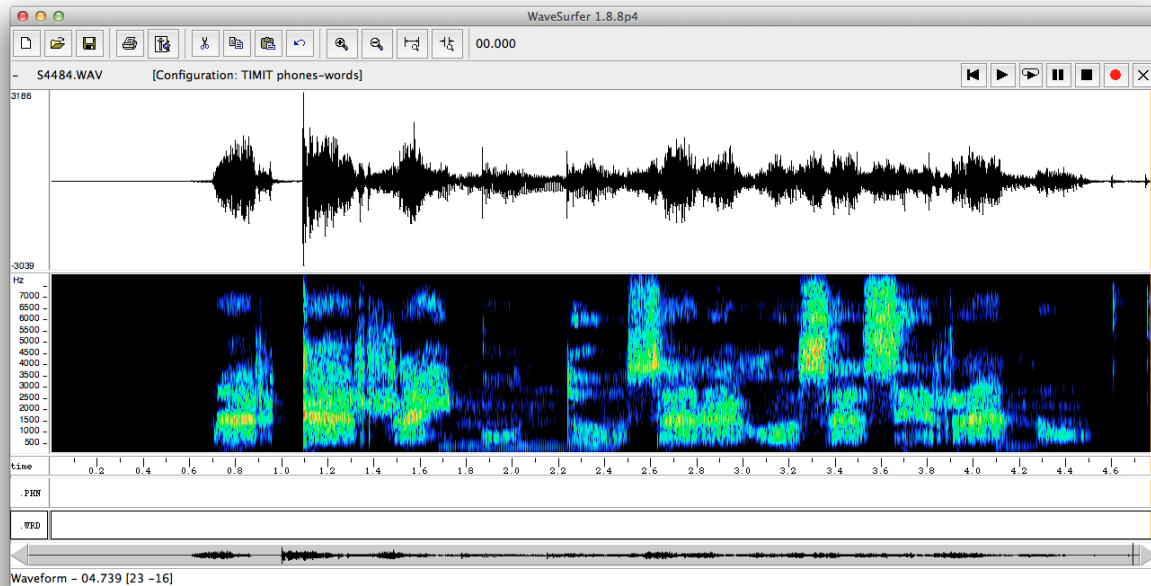 WaveSurfer 1.8.8p4
00.000
- S4484.WAV [Configuration: TIMIT phones-words]
3186
-3039
Hz
7000
6500
6000
5500
5000
4500
4000
3500
3000
2500
2000
1500
1000
500
time 0.2 0.4 0.6 0.8 1.0 1.2 1.4 1.6 1.8 2.0 2.2 2.4 2.6 2.8 3.0 3.2 3.4 3.6 3.8 4.0 4.2 4.4 4.6
.PHN
.WRD
Waveform - 04.739 [23 -16]